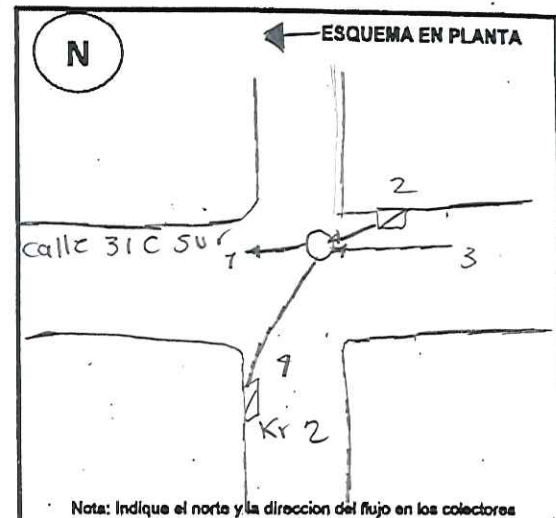 ESQUEMA EN PLANTA
N
2
Calle 31C Sur
1
3
4
Kr 2
Nota: Indique el norte y la direccion del flujo en los colectores